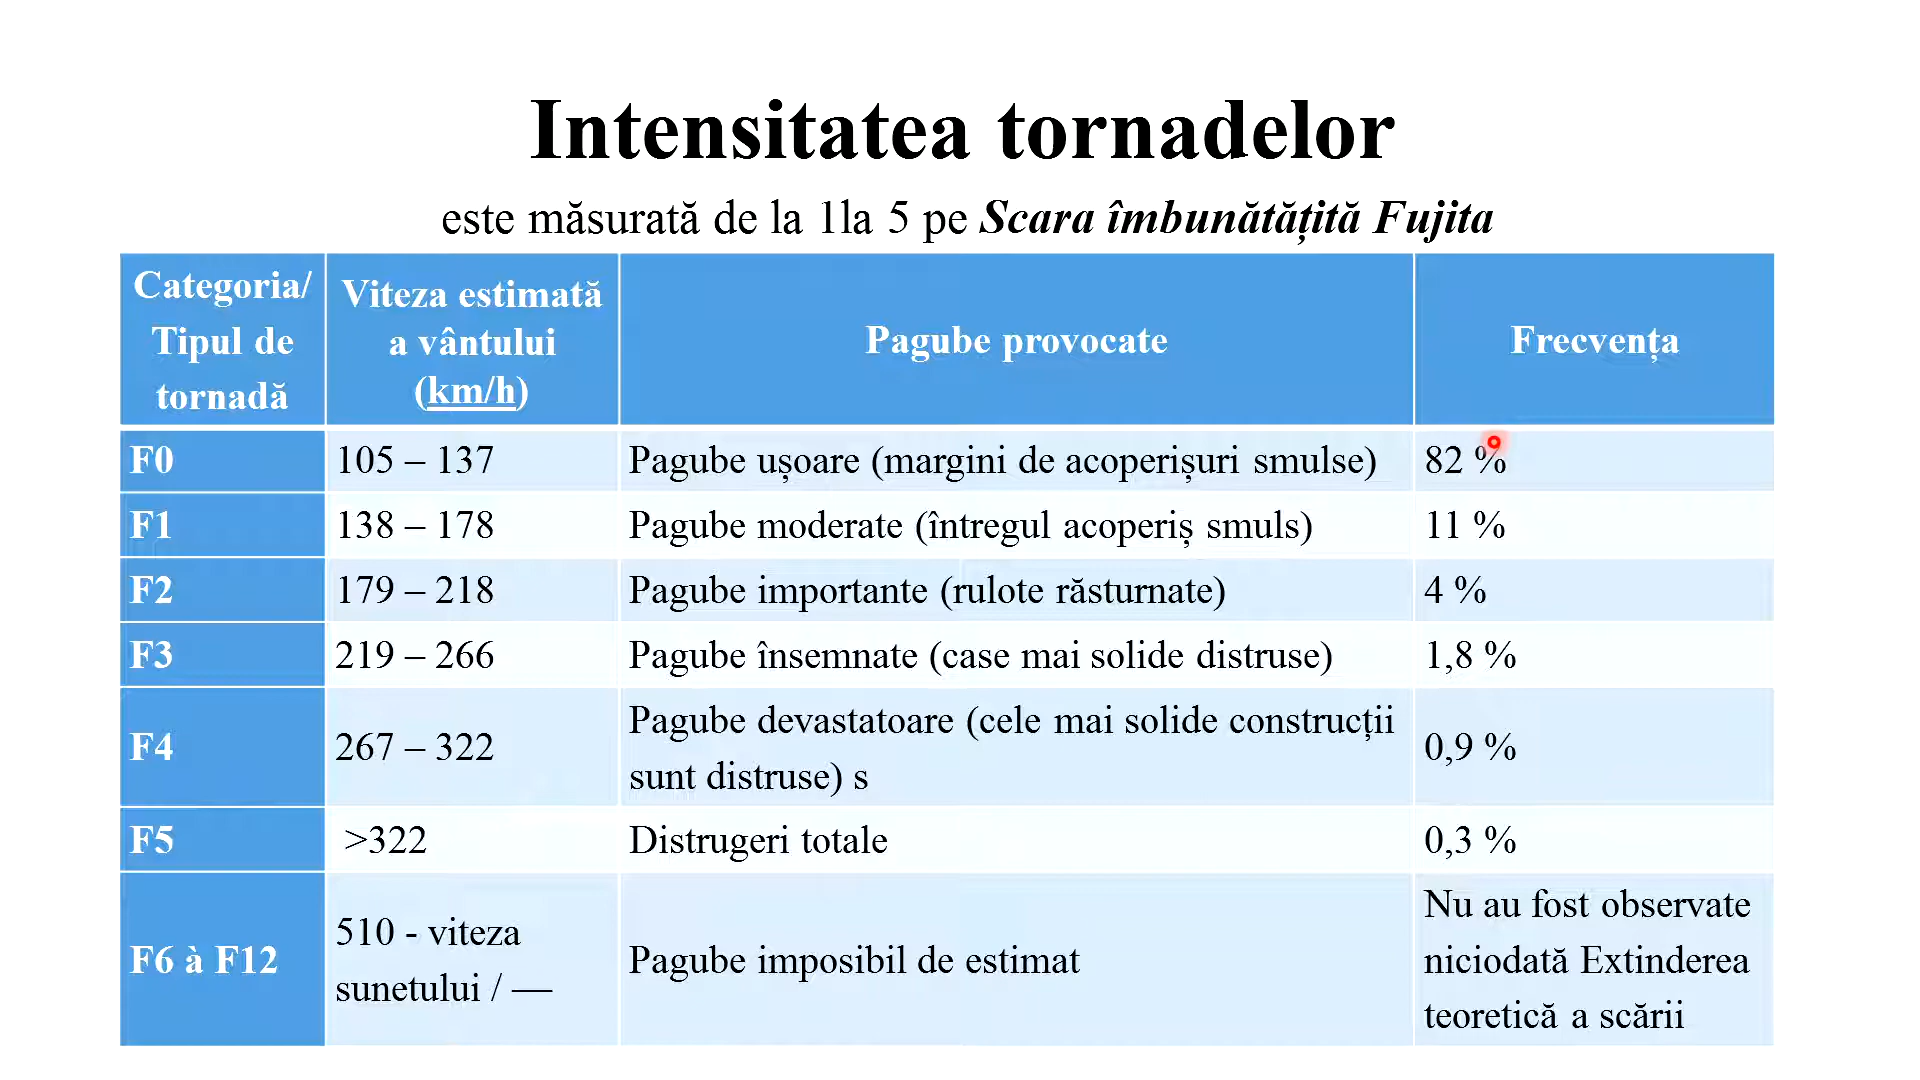 Intensitatea tornadelor
este măsurată de la 1la 5 pe Scara îmbunătățită Fujita
Categoria/
Tipul de
tornadă
Viteza estimată
a vântului
(km/h)
Pagube provocate
Frecvența
F0
105 – 137
Pagube ușoare (margini de acoperișuri smulse)
82 %
F1
138 – 178
Pagube moderate (întregul acoperiș smuls)
11 %
F2
179 – 218
Pagube importante (rulote răsturnate)
4 %
F3
219 – 266
Pagube însemnate (case mai solide distruse)
1,8 %
F4
267 – 322
Pagube devastatoare (cele mai solide construcții
sunt distruse) s
0,9 %
F5
>322
Distrugeri totale
0,3 %
F6 à F12
510 - viteza
sunetului / —
Pagube imposibil de estimat
Nu au fost observate
niciodată Extinderea
teoretică a scării